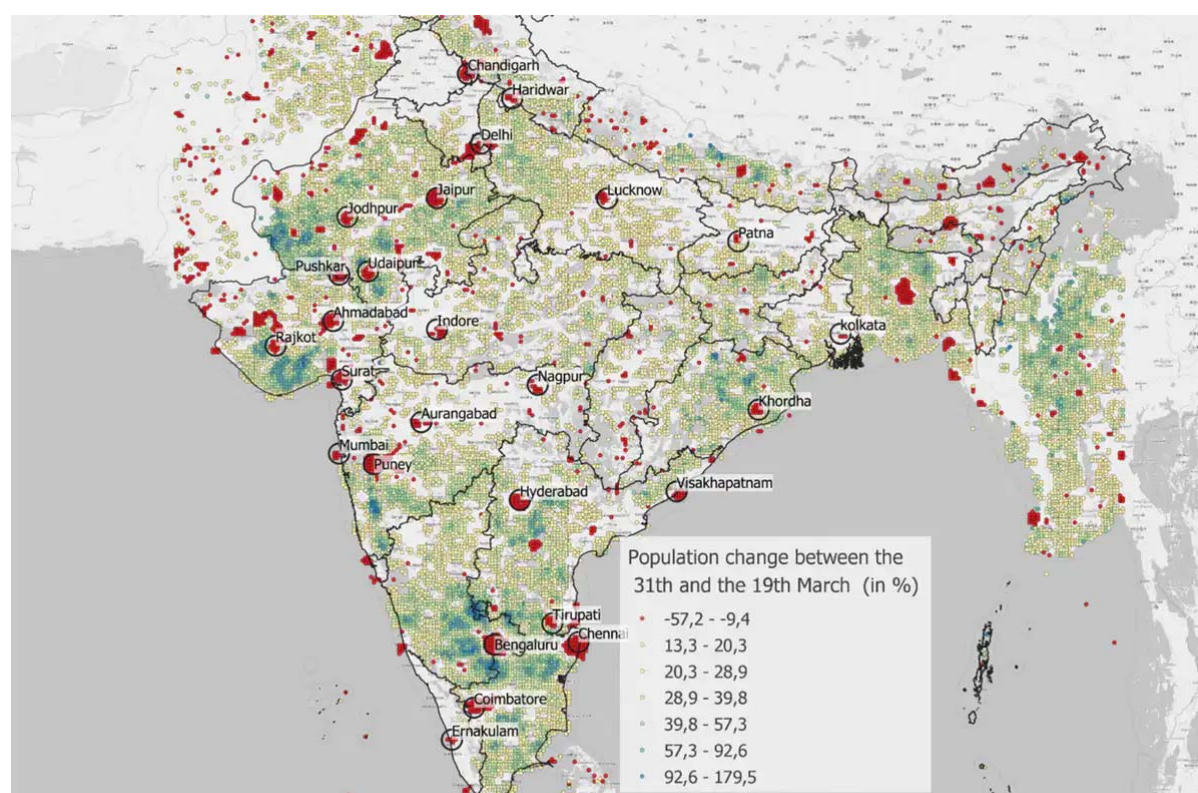 Chandigarh
Haridwar
Delhi
Jaipur
Lucknow
Jodhpur
Patna
Pushkar
Udaipur
Ahmadabad
Indore
kolkata
Rajkot
Surat
Nagpur
Khordha
Aurangabad
Mumbai
Puney
Visakhapatnam
Hyderabad
Tirupati
Chennai
Bengaluru
Coimbatore
Ernakulam
Population change between the
31th and the 19th March (in %)
-57,2 - -9,4
13,3 - 20,3
20,3 - 28,9
28,9 - 39,8
39,8 - 57,3
57,3 - 92,6
92,6 - 179,5